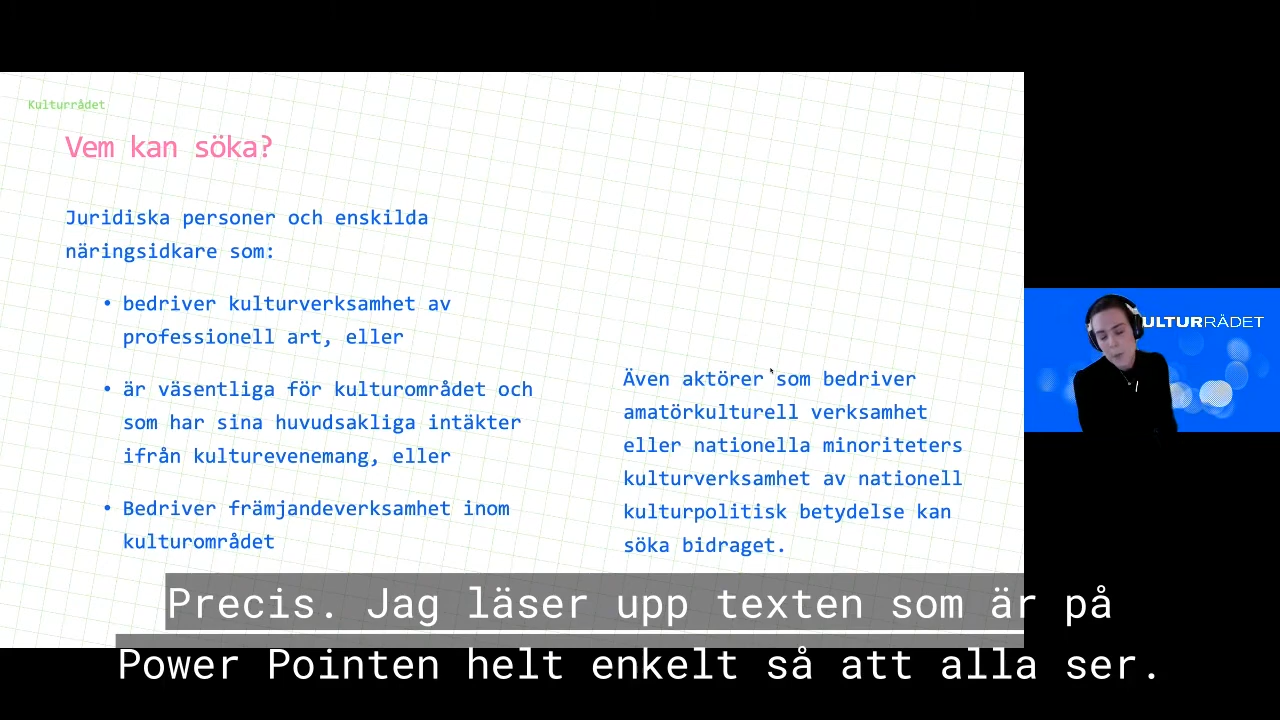 Kulturrådet
Vem kan söka?
Juridiska personer och enskilda
näringsidkare som:
• bedriver kulturverksamhet av
professionell art, eller
• är väsentliga för kulturområdet och
som har sina huvudsakliga intäkter
ifrån kulturevenemang, eller
• Bedriver främjandeverksamhet inom
kulturområdet
Även aktörer som bedriver
amatörkulturell verksamhet
eller nationella minoriteters
kulturverksamhet av nationell
kulturpolitisk betydelse kan
söka bidraget.
ULTURRÅDET
Precis. Jag läser upp texten som är på
Power Pointen helt enkelt så att alla ser.